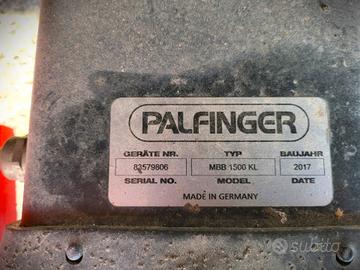 PALFINGER
GERÄTE NR. TYP BAUJAHR
83579806 MBB 1500 KL 2017
SERIAL NO. MODEL DATE
MADE IN GERMANY
subito